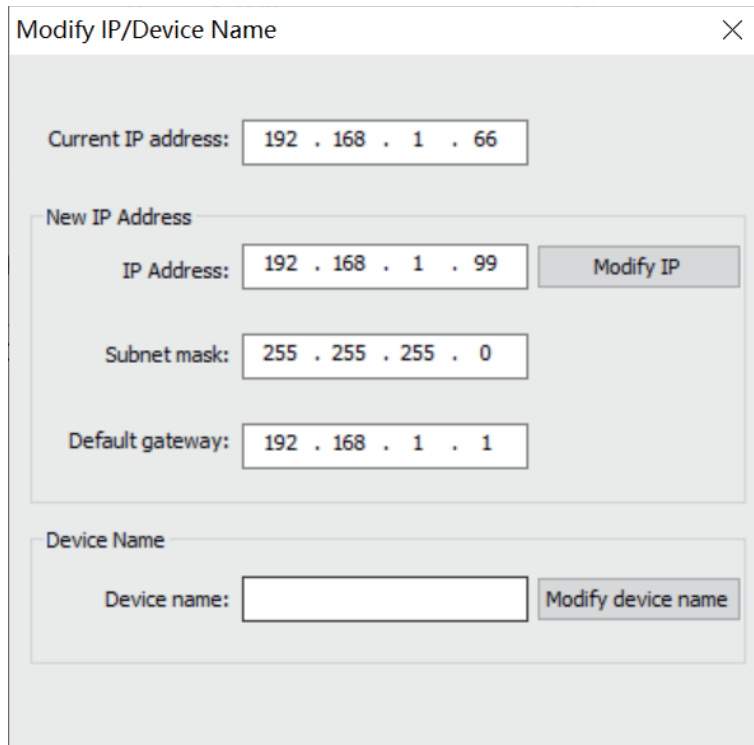 Modify IP/Device Name
Current IP address: 192 . 168 . 1 . 66
New IP Address
IP Address: 192 . 168 . 1 . 99 Modify IP
Subnet mask: 255 . 255 . 255 . 0
Default gateway: 192 . 168 . 1 . 1
Device Name
Device name: Modify device name